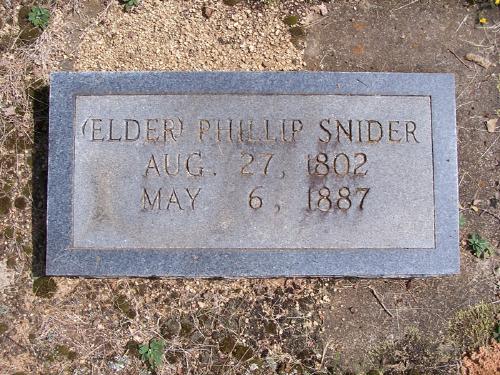 (ELDER) PHILLIP SNIDER
AUG. 27, 1802
MAY 6, 1887